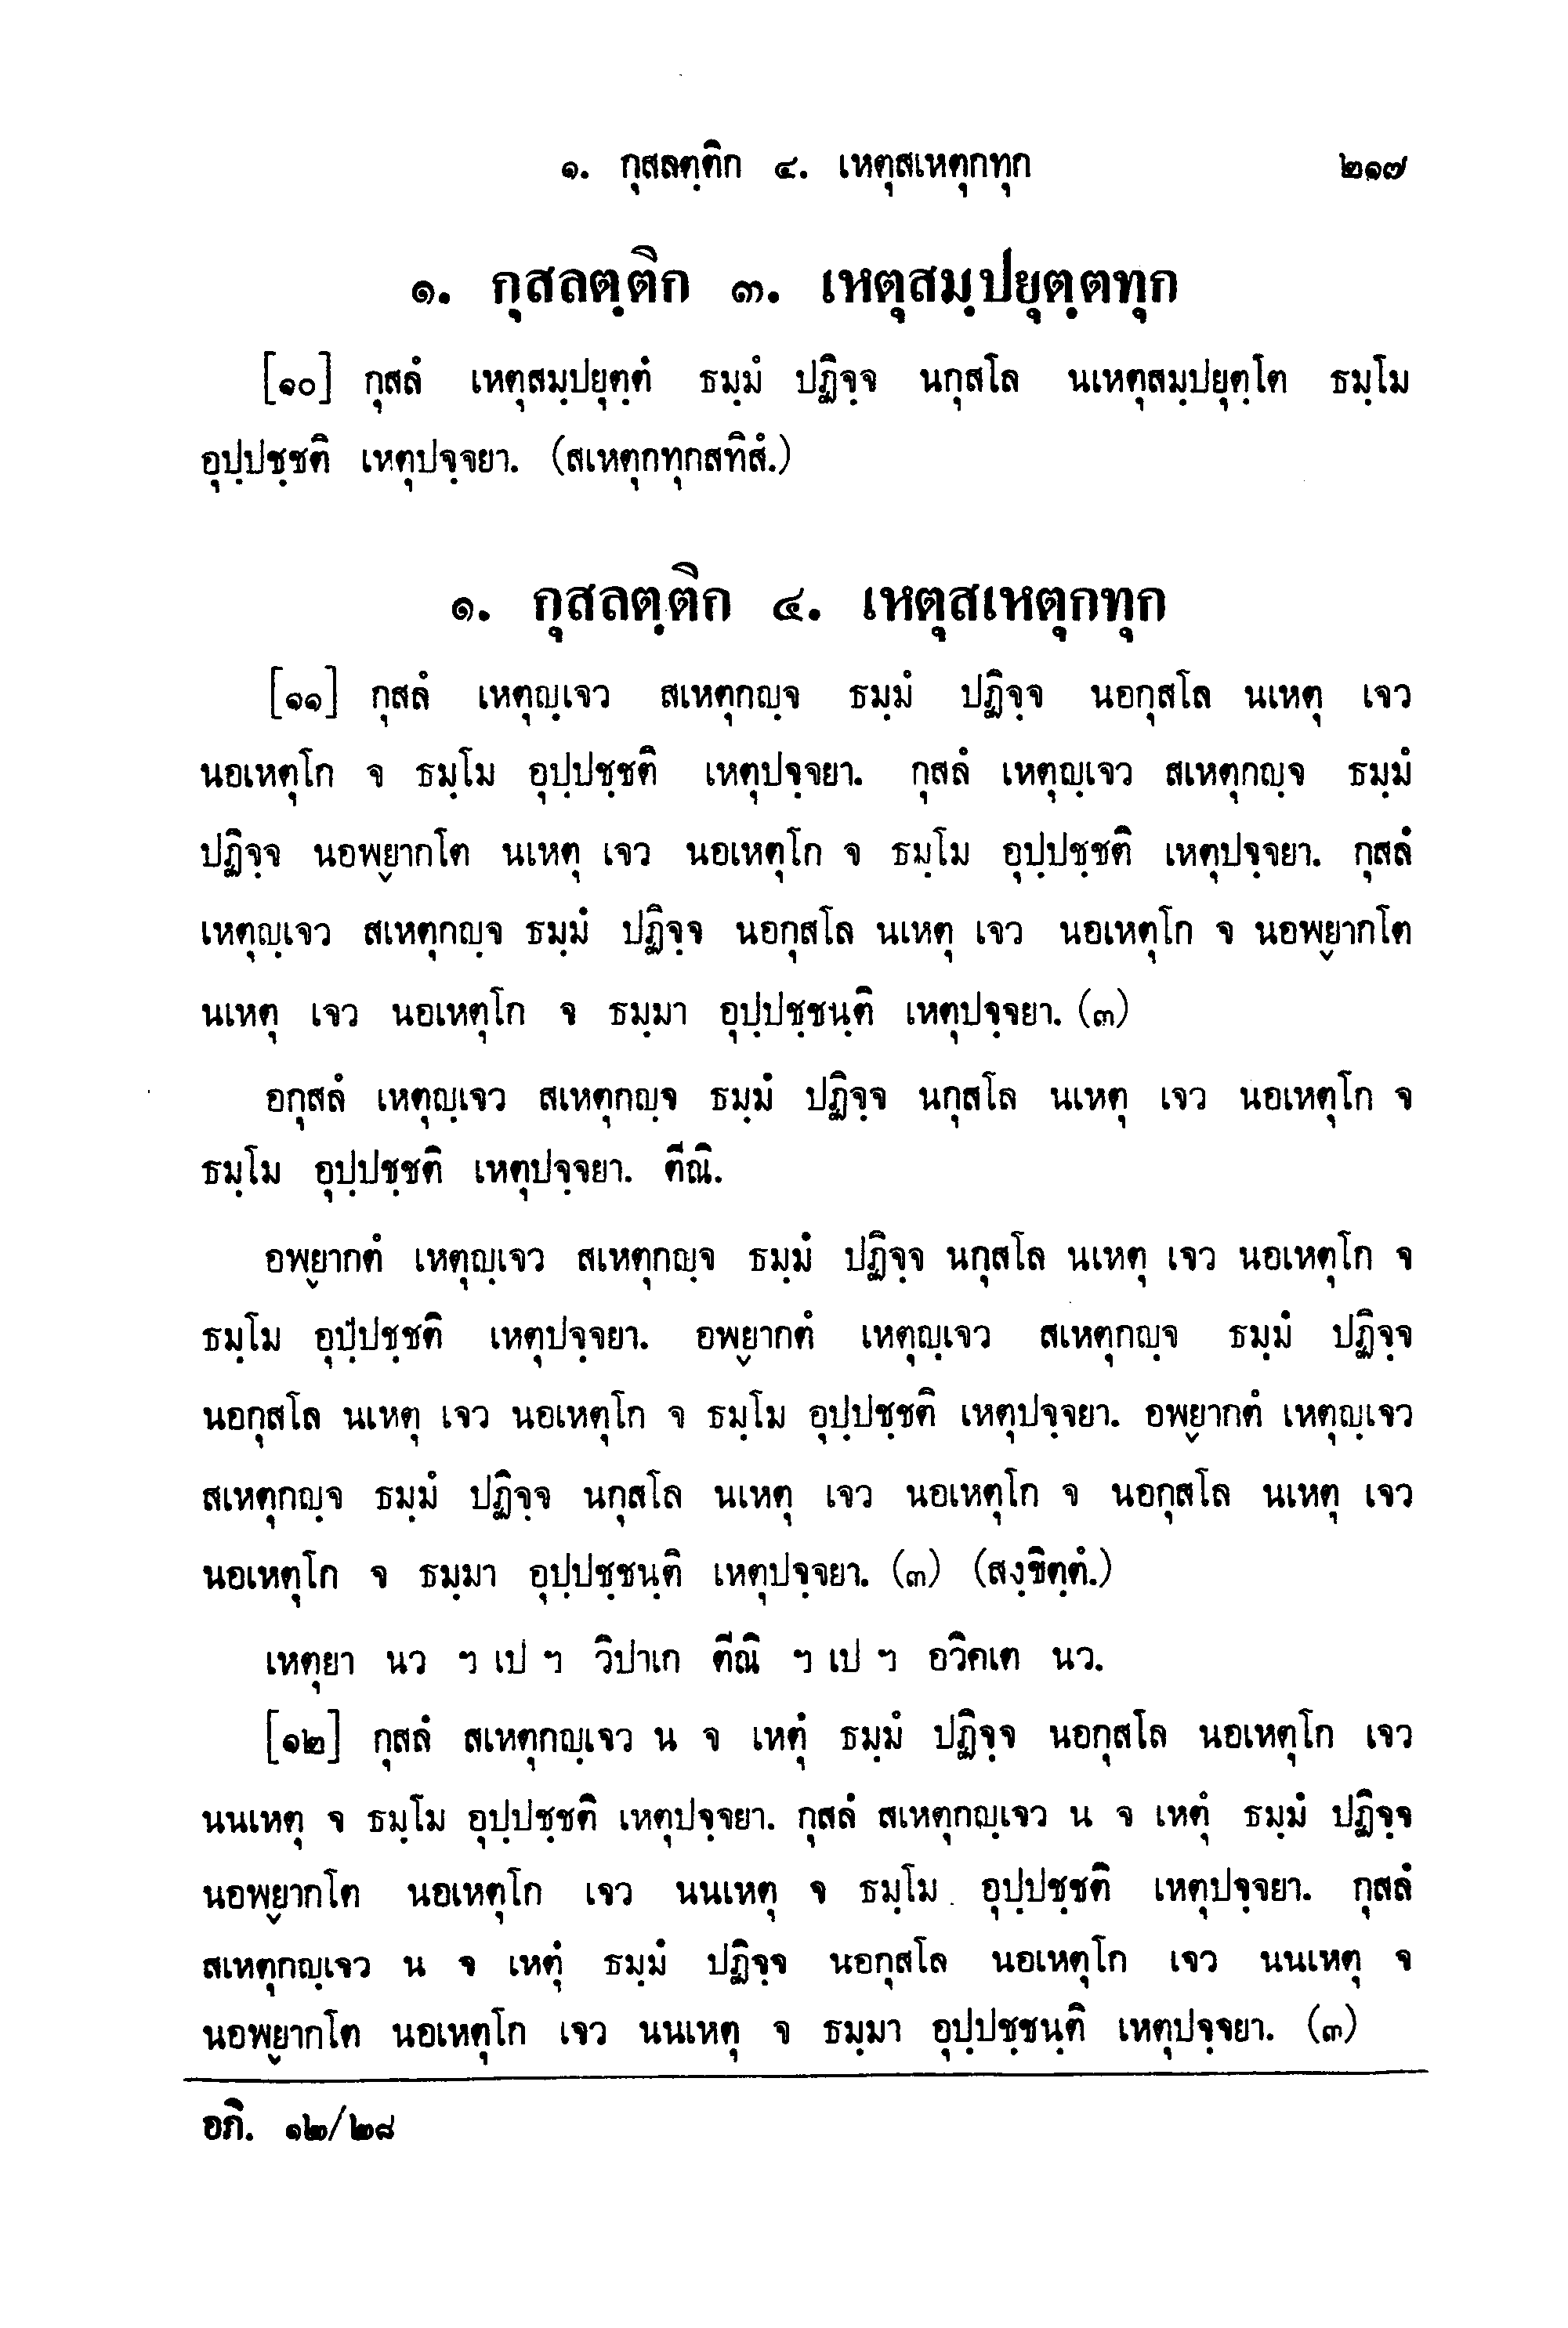 ๑. กุสลตฺติก ๔. เหตุสเหตุกทุก ๒๑๗
๑. กุสลตฺติก ๓. เหตุสมฺปยุตฺตทุก
[๑๐] กุสลํ เหตุสมฺปยุตฺตํ ธมฺมํ ปฏิจฺจ นกุสโล นเหตุสมฺปยุตฺโต ธมฺโม
อุปฺปชฺชติ เหตุปจฺจยา. (สเหตุกทุกสทิสํ.)
๑. กุสลตฺติก ๔. เหตุสเหตุกทุก
[๑๑] กุสลํ เหตุญฺเจว สเหตุกญฺจ ธมฺมํ ปฏิจฺจ นอกุสโล นเหตุ เจว
นอเหตุโก จ ธมฺโม อุปฺปชฺชติ เหตุปจฺจยา. กุสลํ เหตุญฺเจว สเหตุกญฺจ ธมฺมํ
ปฏิจฺจ นอพฺยากโต นเหตุ เจว นอเหตุโก จ ธมฺโม อุปฺปชฺชติ เหตุปจฺจยา. กุสลํ
เหตุญฺเจว สเหตุกญฺจ ธมฺมํ ปฏิจฺจ นอกุสโล นเหตุ เจว นอเหตุโก จ นอพฺยากโต
นเหตุ เจว นอเหตุโก จ ธมฺมา อุปฺปชฺชนฺติ เหตุปจฺจยา. (๓)
อกุสลํ เหตุญฺเจว สเหตุกญฺจ ธมฺมํ ปฏิจฺจ นกุสโล นเหตุ เจว นอเหตุโก จ
ธมฺโม อุปฺปชฺชติ เหตุปจฺจยา. ตีณิ.
อพฺยากตํ เหตุญฺเจว สเหตุกญฺจ ธมฺมํ ปฏิจฺจ นกุสโล นเหตุ เจว นอเหตุโก จ
ธมฺโม อุปฺปชฺชติ เหตุปจฺจยา. อพฺยากตํ เหตุญฺเจว สเหตุกญฺจ ธมฺมํ ปฏิจฺจ
นอกุสโล นเหตุ เจว นอเหตุโก จ ธมฺโม อุปฺปชฺชติ เหตุปจฺจยา. อพฺยากตํ เหตุญฺเจว
สเหตุกญฺจ ธมฺมํ ปฏิจฺจ นกุสโล นเหตุ เจว นอเหตุโก จ นอกุสโล นเหตุ เจว
นอเหตุโก จ ธมฺมา อุปฺปชฺชนฺติ เหตุปจฺจยา. (๓) (สงฺขิตฺตํ.)
เหตุยา นว ฯ เป ฯ วิปาเก ตีณิ ฯ เป ฯ อวิคเต นว.
[๑๒] กุสลํ สเหตุกญฺเจว น จ เหตุํ ธมฺมํ ปฏิจฺจ นอกุสโล นอเหตุโก เจว
นนเหตุ จ ธมฺโม อุปฺปชฺชติ เหตุปจฺจยา. กุสลํ สเหตุกญฺเจว น จ เหตุํ ธมฺมํ ปฏิจฺจ
นอพฺยากโต นอเหตุโก เจว นนเหตุ จ ธมฺโม อุปฺปชฺชติ เหตุปจฺจยา. กุสลํ
สเหตุกญฺเจว น จ เหตุํ ธมฺมํ ปฏิจฺจ นอกุสโล นอเหตุโก เจว นนเหตุ จ
นอพฺยากโต นอเหตุโก เจว นนเหตุ จ ธมฺมา อุปฺปชฺชนฺติ เหตุปจฺจยา. (๓)
อภิ. ๑๒/๒๘